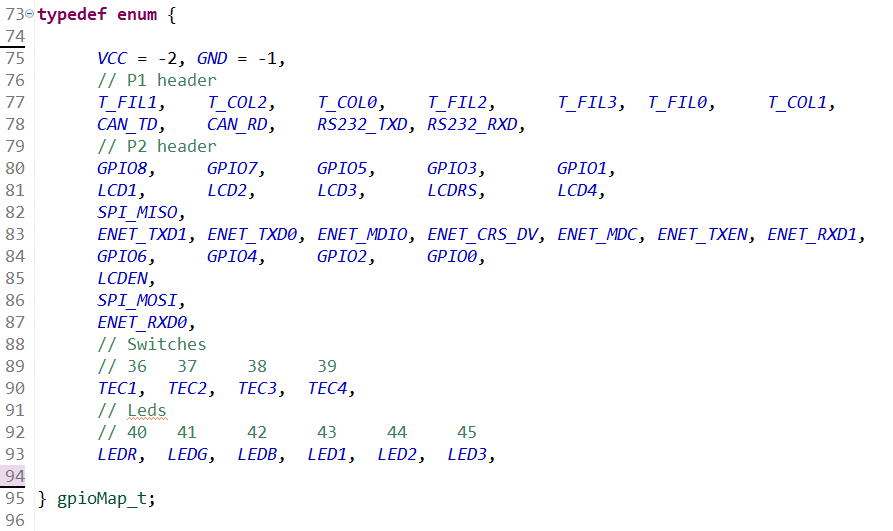 73 typedef enum {
74
75 VCC = -2, GND = -1,
76 // P1 header
77 T_FIL1, T_COL2, T_COL0, T_FIL2, T_FIL3, T_FIL0, T_COL1,
78 CAN_TD, CAN_RD, RS232_TXD, RS232_RXD,
79 // P2 header
80 GPIO8, GPIO7, GPIO5, GPIO3, GPIO1,
81 LCD1, LCD2, LCD3, LCDRS, LCD4,
82 SPI_MISO,
83 ENET_TXD1, ENET_TXD0, ENET_MDIO, ENET_CRS_DV, ENET_MDC, ENET_TXEN, ENET_RXD1,
84 GPIO6, GPIO4, GPIO2, GPIO0,
85 LCDEN,
86 SPI_MOSI,
87 ENET_RXD0,
88 // Switches
89 // 36 37 38 39
90 TEC1, TEC2, TEC3, TEC4,
91 // Leds
92 // 40 41 42 43 44 45
93 LEDR, LEDG, LEDB, LED1, LED2, LED3,
94
95 } gpioMap_t;
96